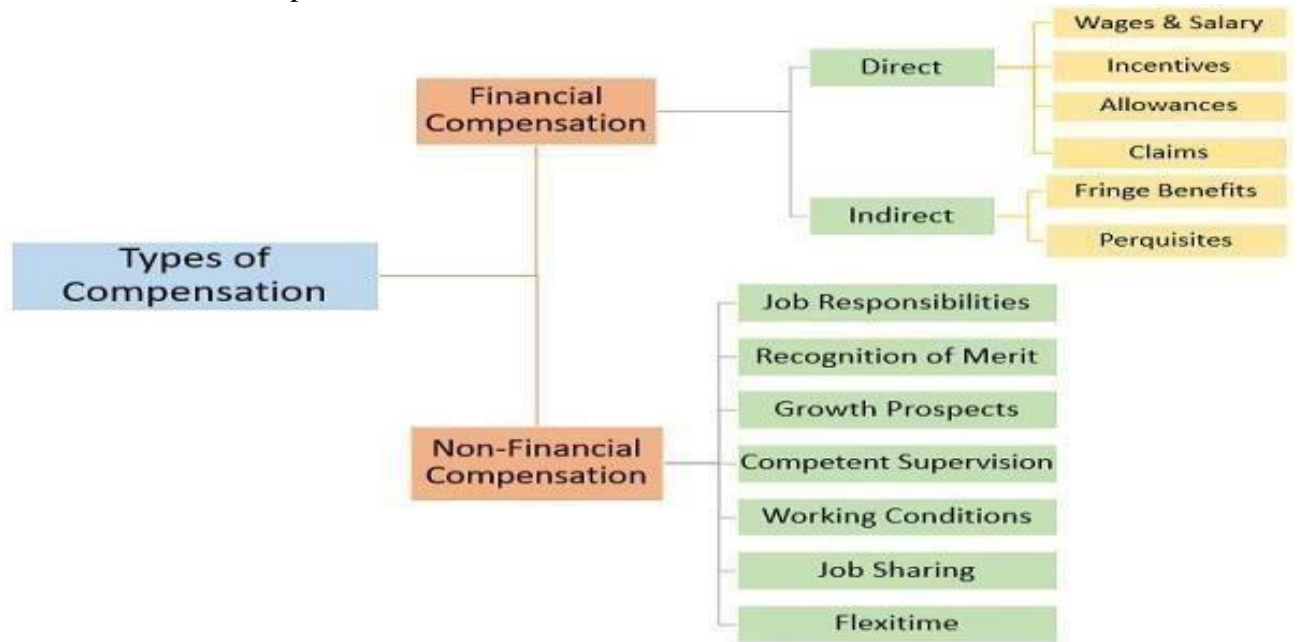 Types of
Compensation
Financial
Compensation
Direct
Wages & Salary
Incentives
Allowances
Claims
Indirect
Fringe Benefits
Perquisites
Non-Financial
Compensation
Job Responsibilities
Recognition of Merit
Growth Prospects
Competent Supervision
Working Conditions
Job Sharing
Flexitime